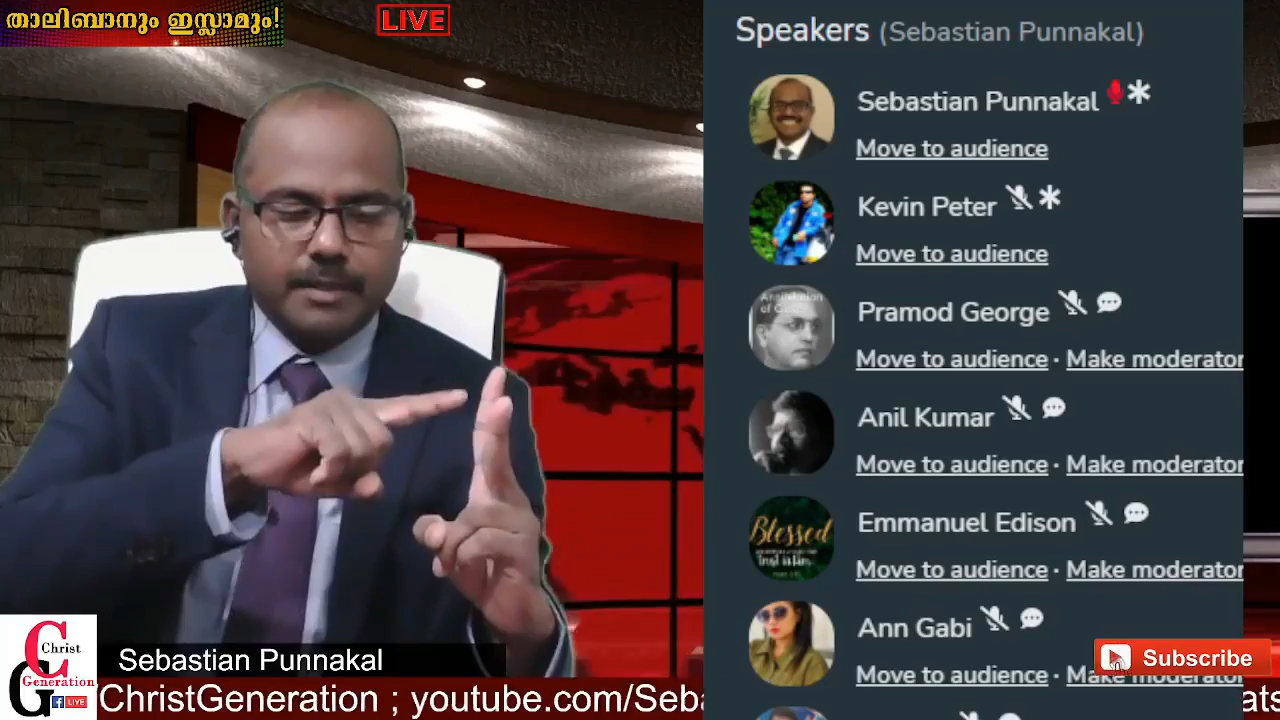 താലിബാനും ഇസ്ലാമും!
LIVE
Speakers (Sebastian Punnakal)
Sebastian Punnakal
Move to audience
Kevin Peter
Move to audience
Pramod George
Move to audience · Make moderator
Anil Kumar
Move to audience · Make moderator
Blessed
Emmanuel Edison
Move to audience · Make moderator
Ann Gabi
Move to audience · Make moderator
Subscribe
Christ
Generation
LIVE
Sebastian Punnakal
ChristGeneration ; youtube.com/Seba
ats